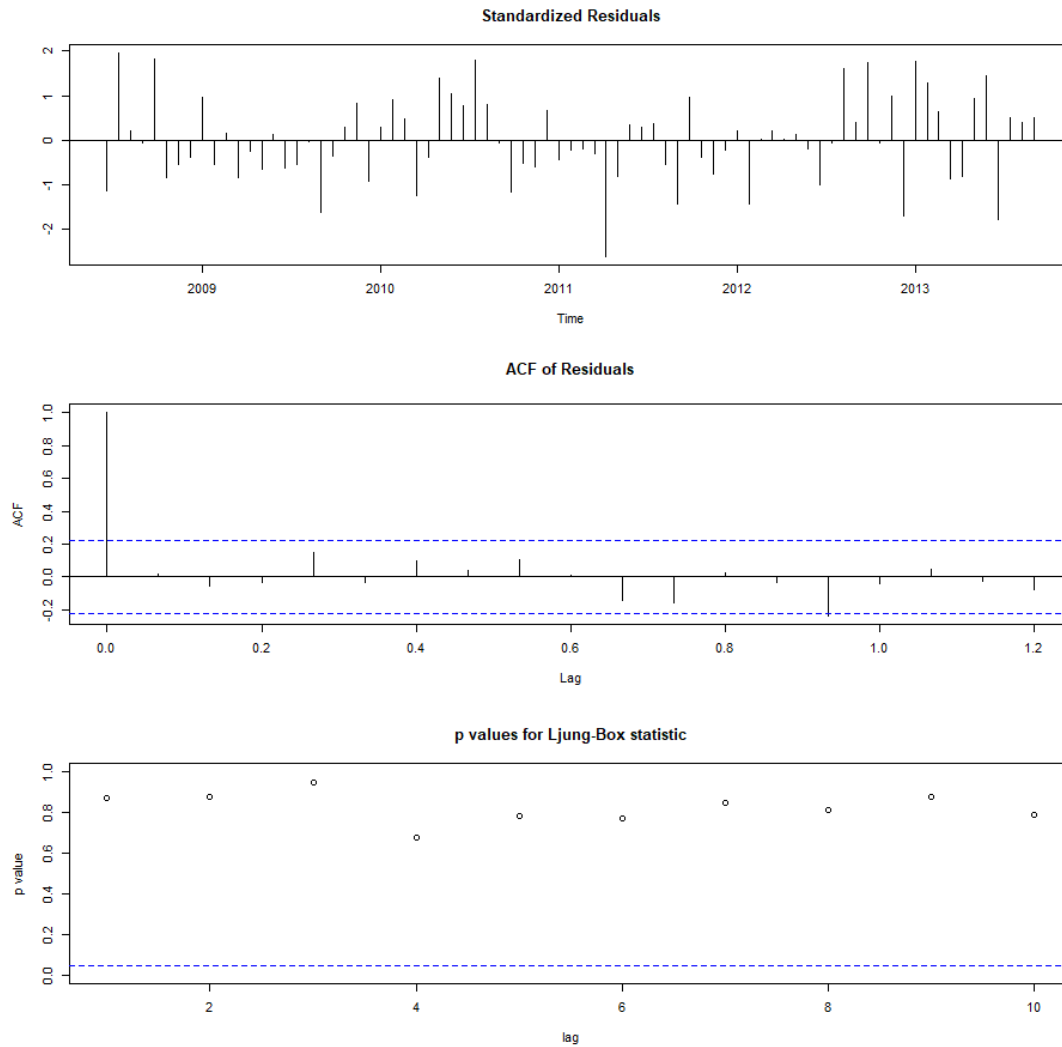 Standardized Residuals
2
1
0
-1
-2
2009 2010 2011 2012 2013
Time
ACF of Residuals
ACF
1.0
0.8
0.6
0.4
0.2
0.0
-0.2
0.0 0.2 0.4 0.6 0.8 1.0 1.2
Lag
p values for Ljung-Box statistic
p value
1.0
0.8
0.6
0.4
0.2
0.0
2 4 6 8 10
lag